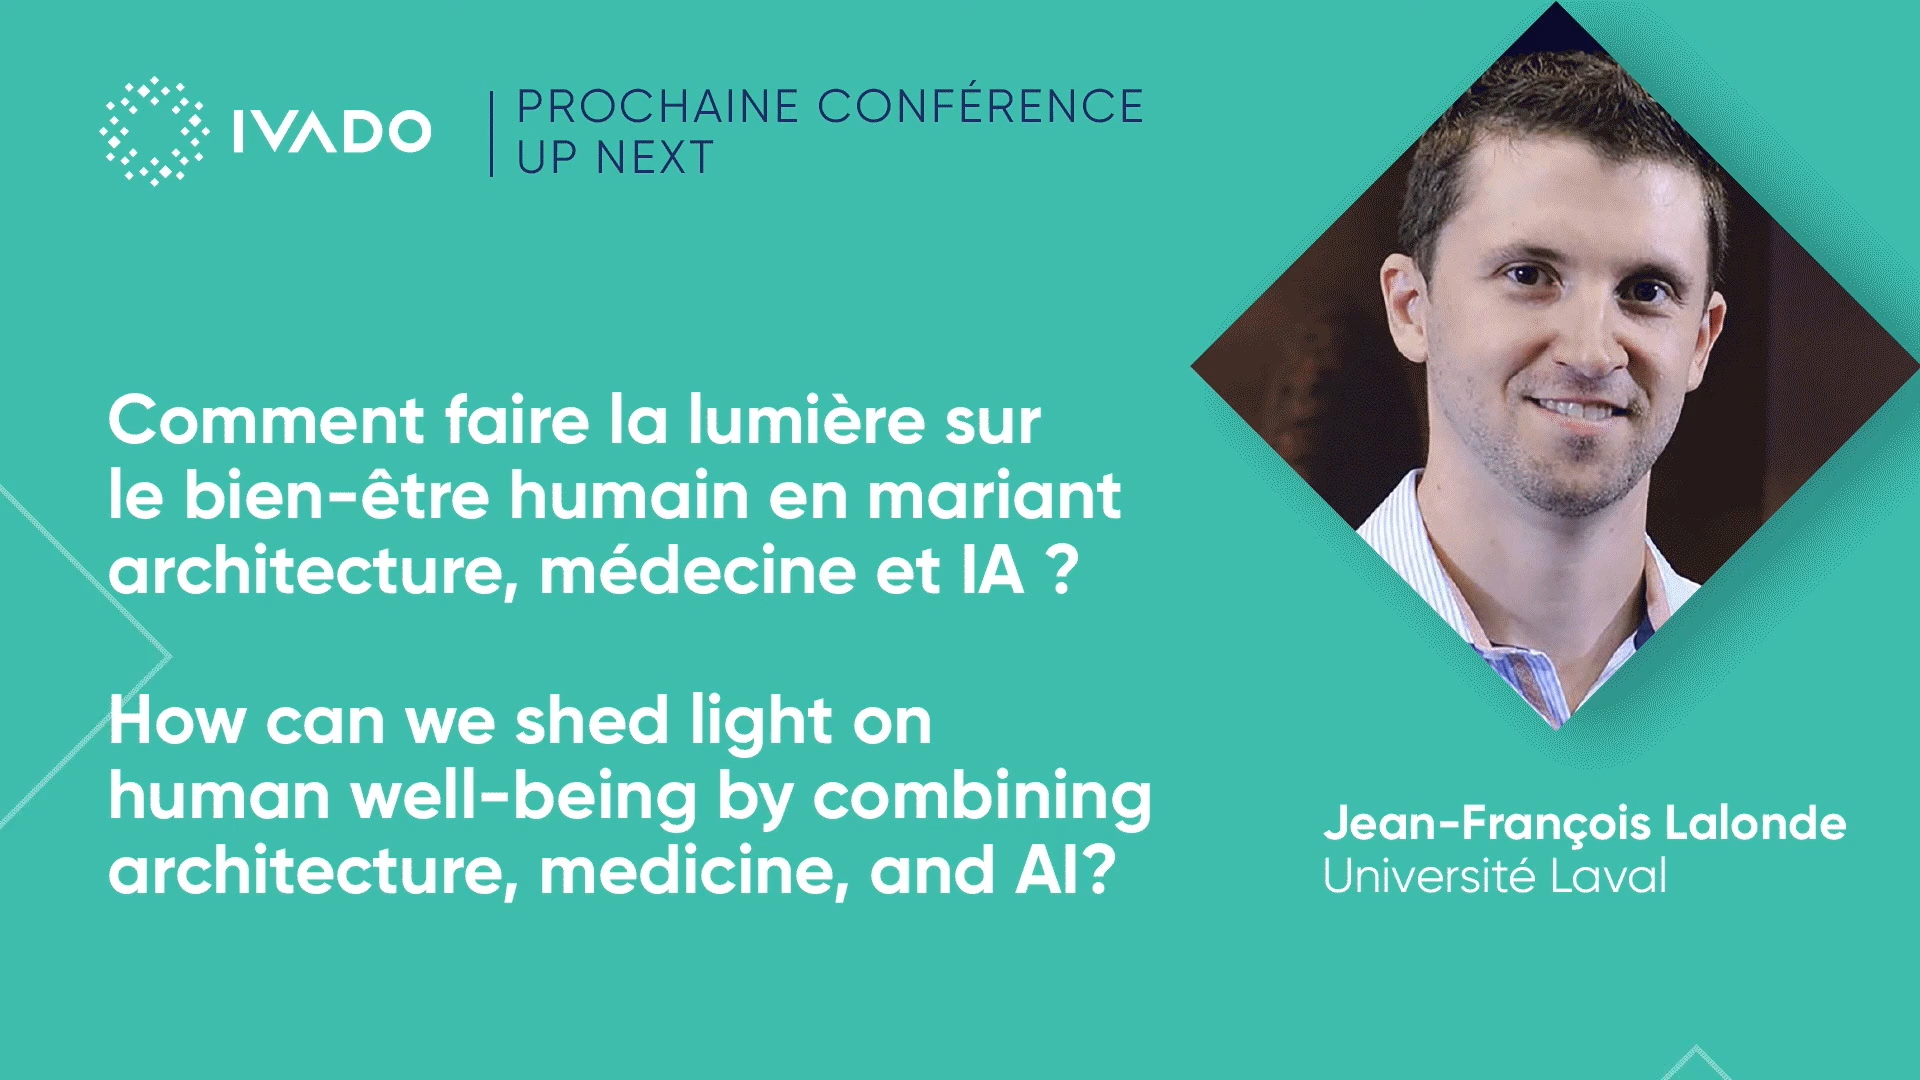 IVADO
PROCHAINE CONFÉRENCE
UP NEXT
Comment faire la lumière sur
le bien-être humain en mariant
architecture, médecine et IA ?
How can we shed light on
human well-being by combining
architecture, medicine, and AI?
Jean-François Lalonde
Université Laval